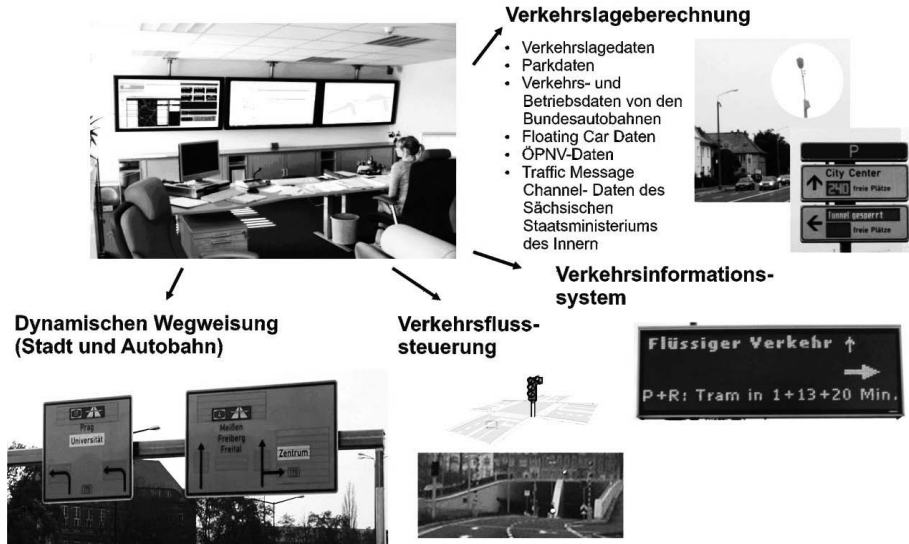 Verkehrslageberechnung
• Verkehrslagedaten
• Parkdaten
• Verkehrs- und
Betriebsdaten von den
Bundesautobahnen
• Floating Car Daten
• ÖPNV-Daten
• Traffic Message
Channel- Daten des
Sächsischen
Staatsministeriums
des Innern
P
City Center
240 freie Plätze
Tunnel gesperrt
freie Plätze
Verkehrsinformations-
system
Flüssiger Verkehr ↑
→
P+R: Tram in 1+13+20 Min.
Dynamischen Wegweisung
(Stadt und Autobahn)
Prag
Universität
Meißen
Freiberg
Freital
Zentrum
Verkehrsfluss-
steuerung